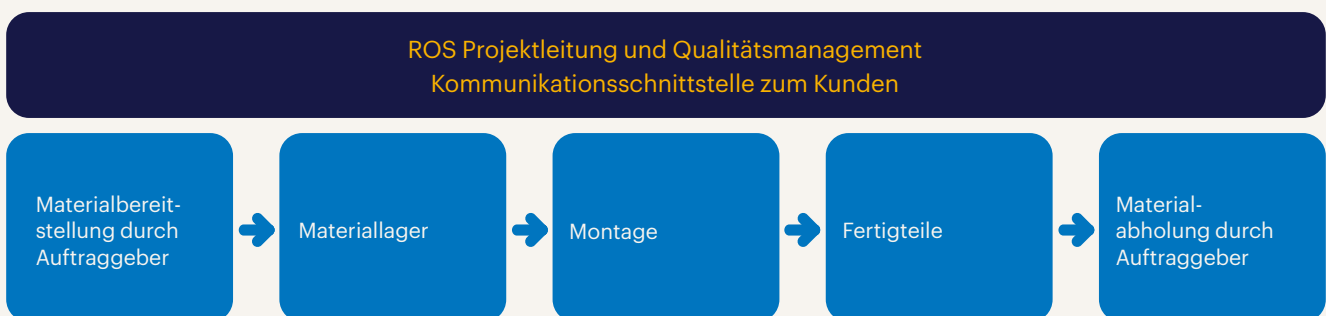 ROS Projektleitung und Qualitätsmanagement
Kommunikationsschnittstelle zum Kunden
Materialbereit-
stellung durch
Auftraggeber
Materiallager
Montage
Fertigteile
Material-
abholung durch
Auftraggeber